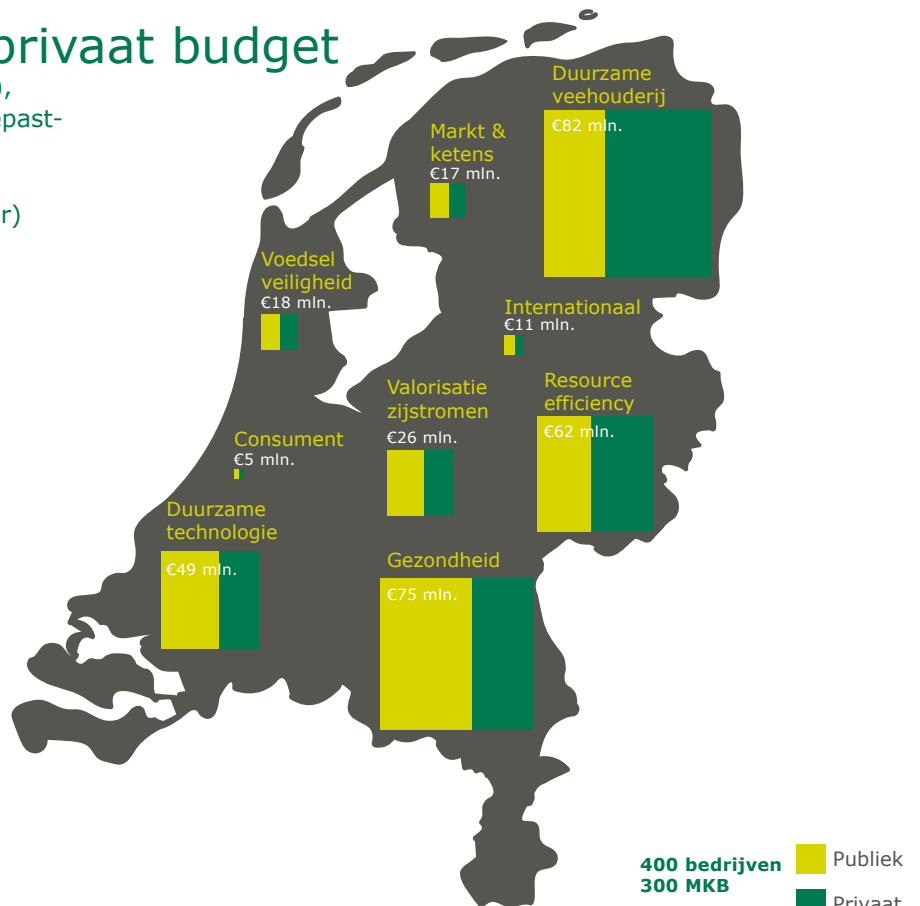 privaat budget
),
epast-
r)
Duurzame
veehouderij
€82 mln.
Markt &
ketens
€17 mln.
Voedsel
veiligheid
€18 mln.
Internationaal
€11 mln.
Valorisatie
zijstromen
€26 mln.
Resource
efficiency
€62 mln.
Consument
€5 mln.
Duurzame
technologie
€49 mln.
Gezondheid
€75 mln.
400 bedrijven
300 MKB
Publiek
Privaat